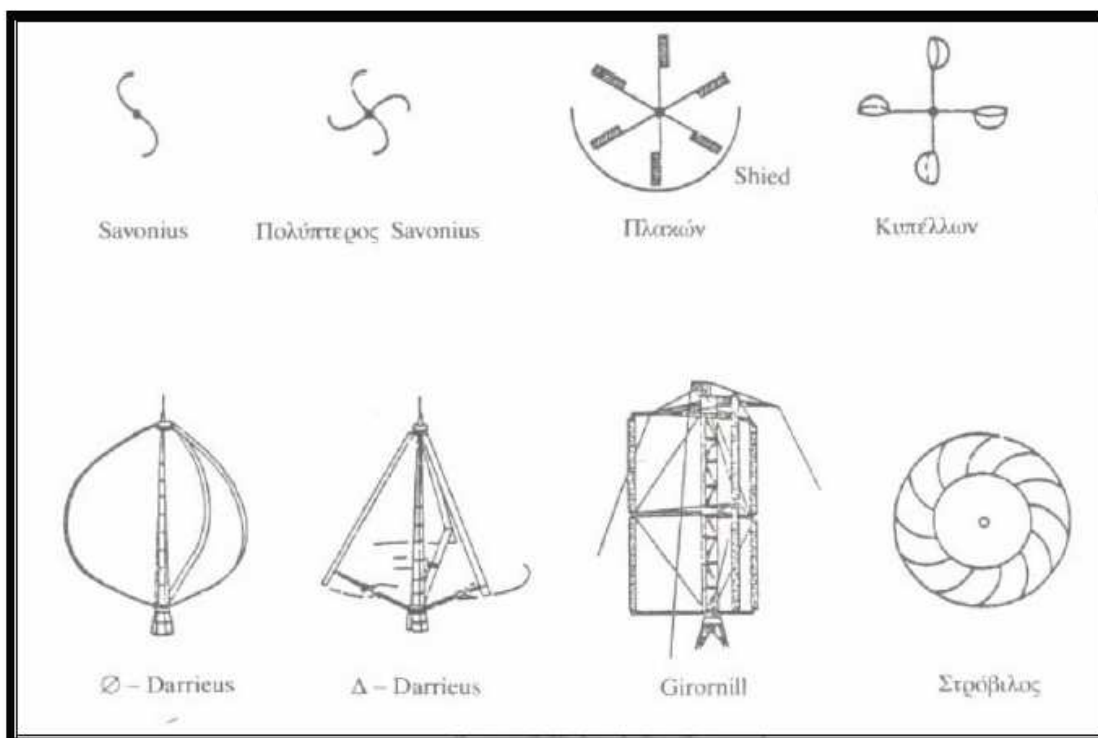 Shied
Savonius
Πολύπτερος Savonius
Πλακών
Κυπέλλων
Ø – Darrieus
Δ – Darrieus
Girornill
Στρόβιλος